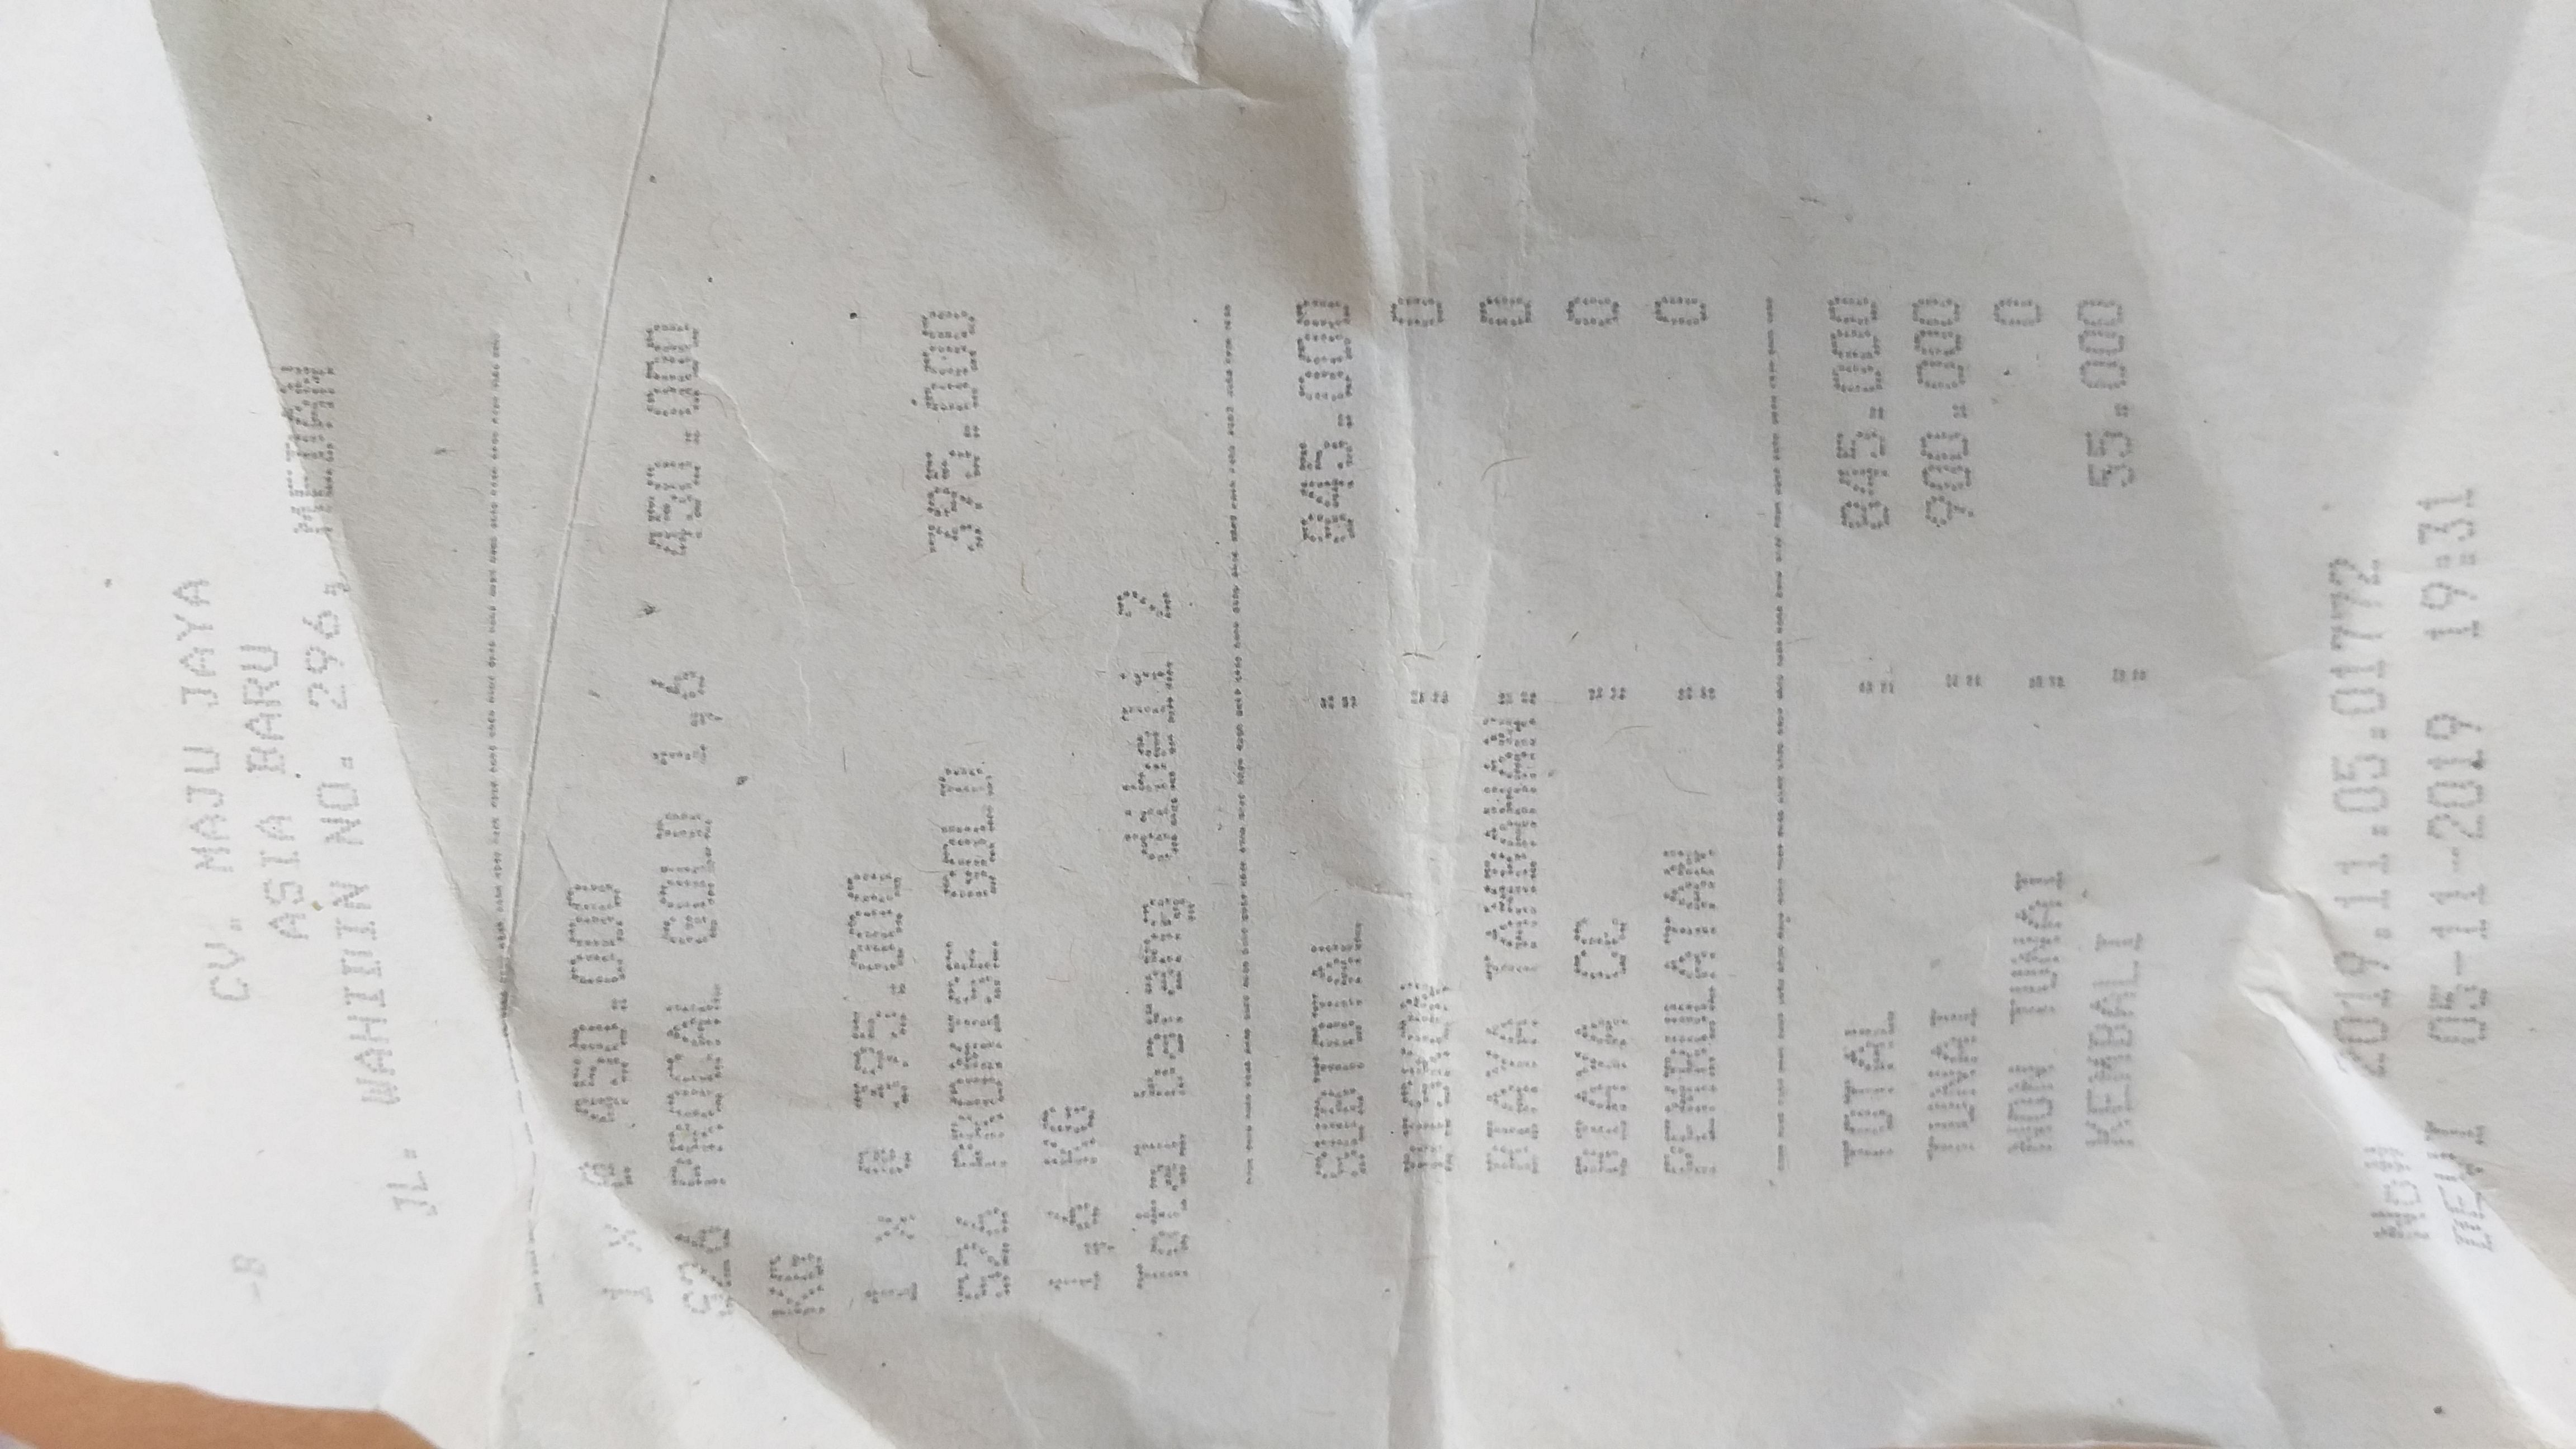 -B
CV. MAJU JAYA
ASIA BARU
JL. WAHIDIN NO. 296, MEDAN
1 x @ 450.000
S26 PROCAL GOLD 1,6 450.000
KG
1 x @ 395.000
S26 PROMISE GOLD 395.000
1,6 KG
Total barang dibeli 2
SUBTOTAL : 845.000
DISKON : 0
BIAYA TAMBAHAN: 0
BIAYA CC : 0
PEMBULATAN : 0
TOTAL : 845.000
TUNAI : 900.000
NON TUNAI : 0
KEMBALI : 55.000
2019.11.05.01772
DEVI 05-11-2019 19:31